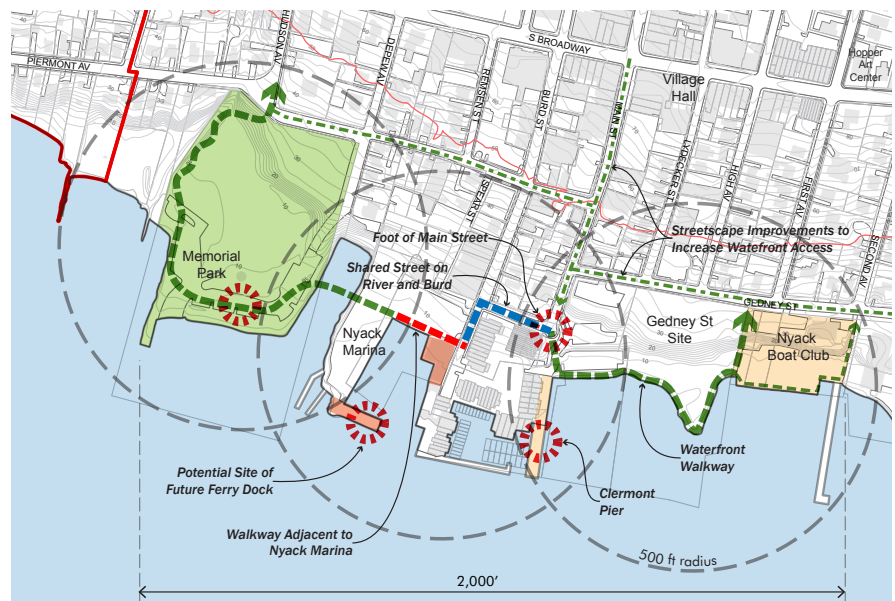 PIERMONT AV
HUDSON AV
DEPEW AV
REMSEN S
S BROADWAY
BURD ST
MAIN ST
Village
Hall
Hopper
Art
Center
LYDECKER ST
HIGH AV
FIRST AV
SECOND AV
SPEAR ST
Foot of Main Street
Streetscape Improvements to
Increase Watefront Access
Shared Street on
River and Burd
Memorial
Park
GEDNEY ST
Nyack
Marina
Gedney St
Site
Nyack
Boat Club
Potential Site of
Future Ferry Dock
Walkway Adjacent to
Nyack Marina
Clermont
Pier
Waterfront
Walkway
500 ft radius
2,000'